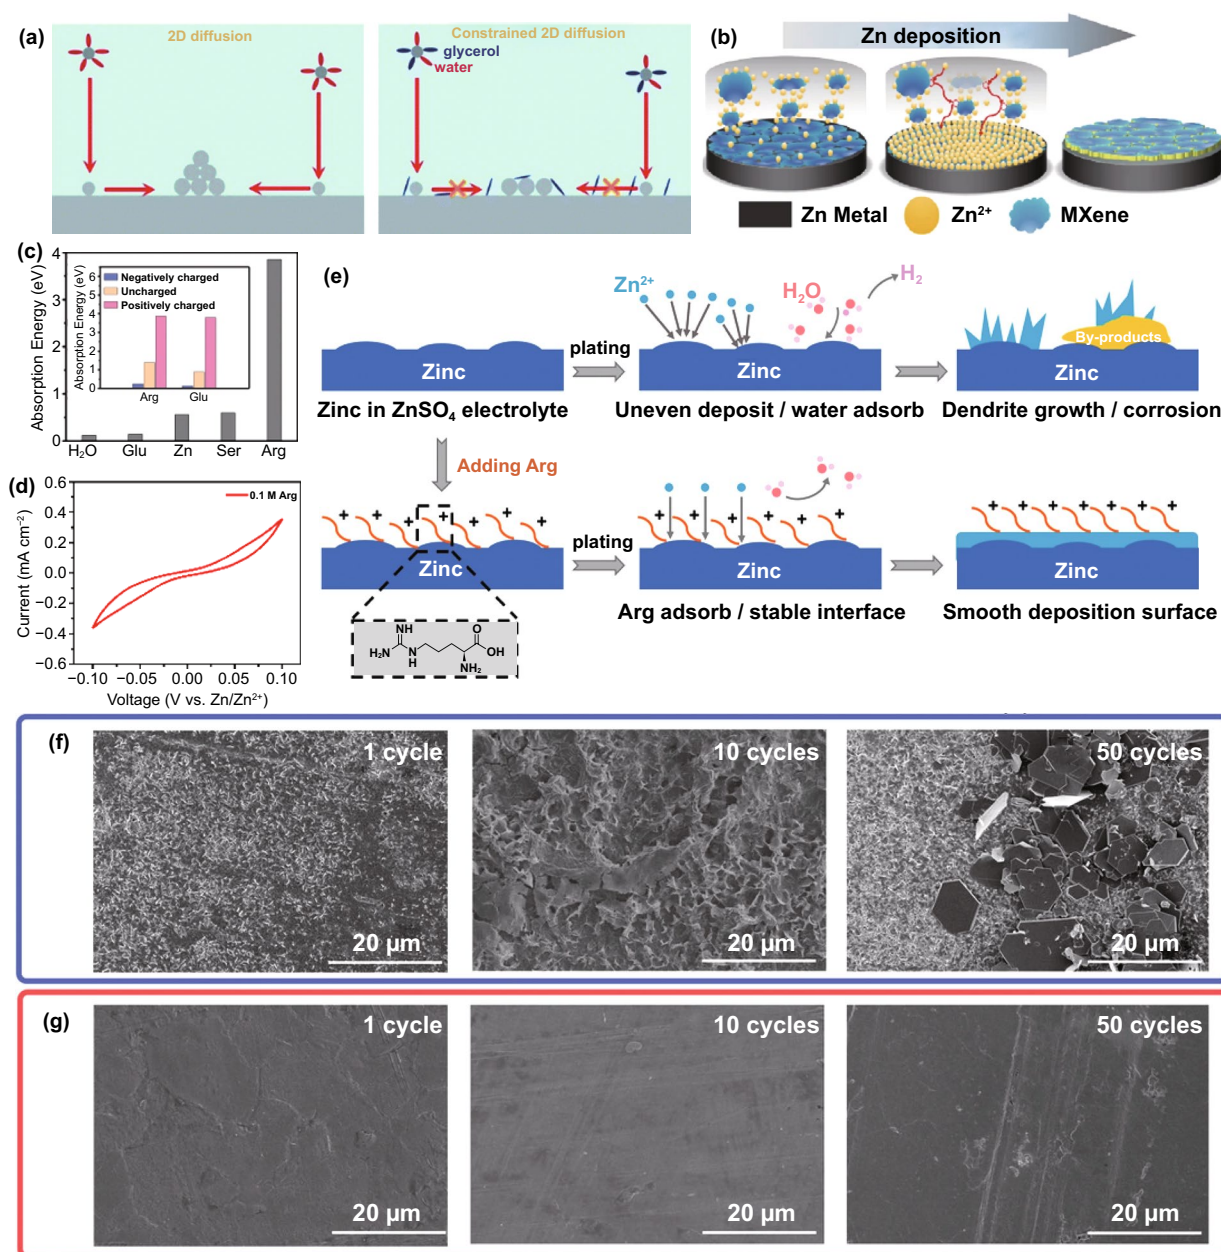 (a)
2D diffusion
Constrained 2D diffusion
glycerol
water
(b)
Zn deposition
Zn Metal
Zn²⁺
MXene
(c)
Absorption Energy (eV)
4
3
2
1
0
H₂O
Glu
Zn
Ser
Arg
Absorption Energy (eV)
6
5
4
3
2
1
0
Negatively charged
Uncharged
Positively charged
Arg
Glu
(d)
Current (mA cm⁻²)
0.6
0.4
0.2
0.0
−0.2
−0.4
−0.6
0.1 M Arg
−0.10
−0.05
0.00
0.05
0.10
Voltage (V vs. Zn/Zn²⁺)
(e)
Zinc
Zinc in ZnSO₄ electrolyte
plating
Zn²⁺
H₂O
H₂
Zinc
Uneven deposit / water adsorb
By-products
Zinc
Dendrite growth / corrosion
Adding Arg
+ + + + + +
Zinc
NH
H₂N
N
H
O
OH
NH₂
plating
+ + + + + +
Zinc
Arg adsorb / stable interface
+ + + + + +
Zinc
Smooth deposition surface
(f)
1 cycle
20 µm
10 cycles
20 µm
50 cycles
20 µm
(g)
1 cycle
20 µm
10 cycles
20 µm
50 cycles
20 µm